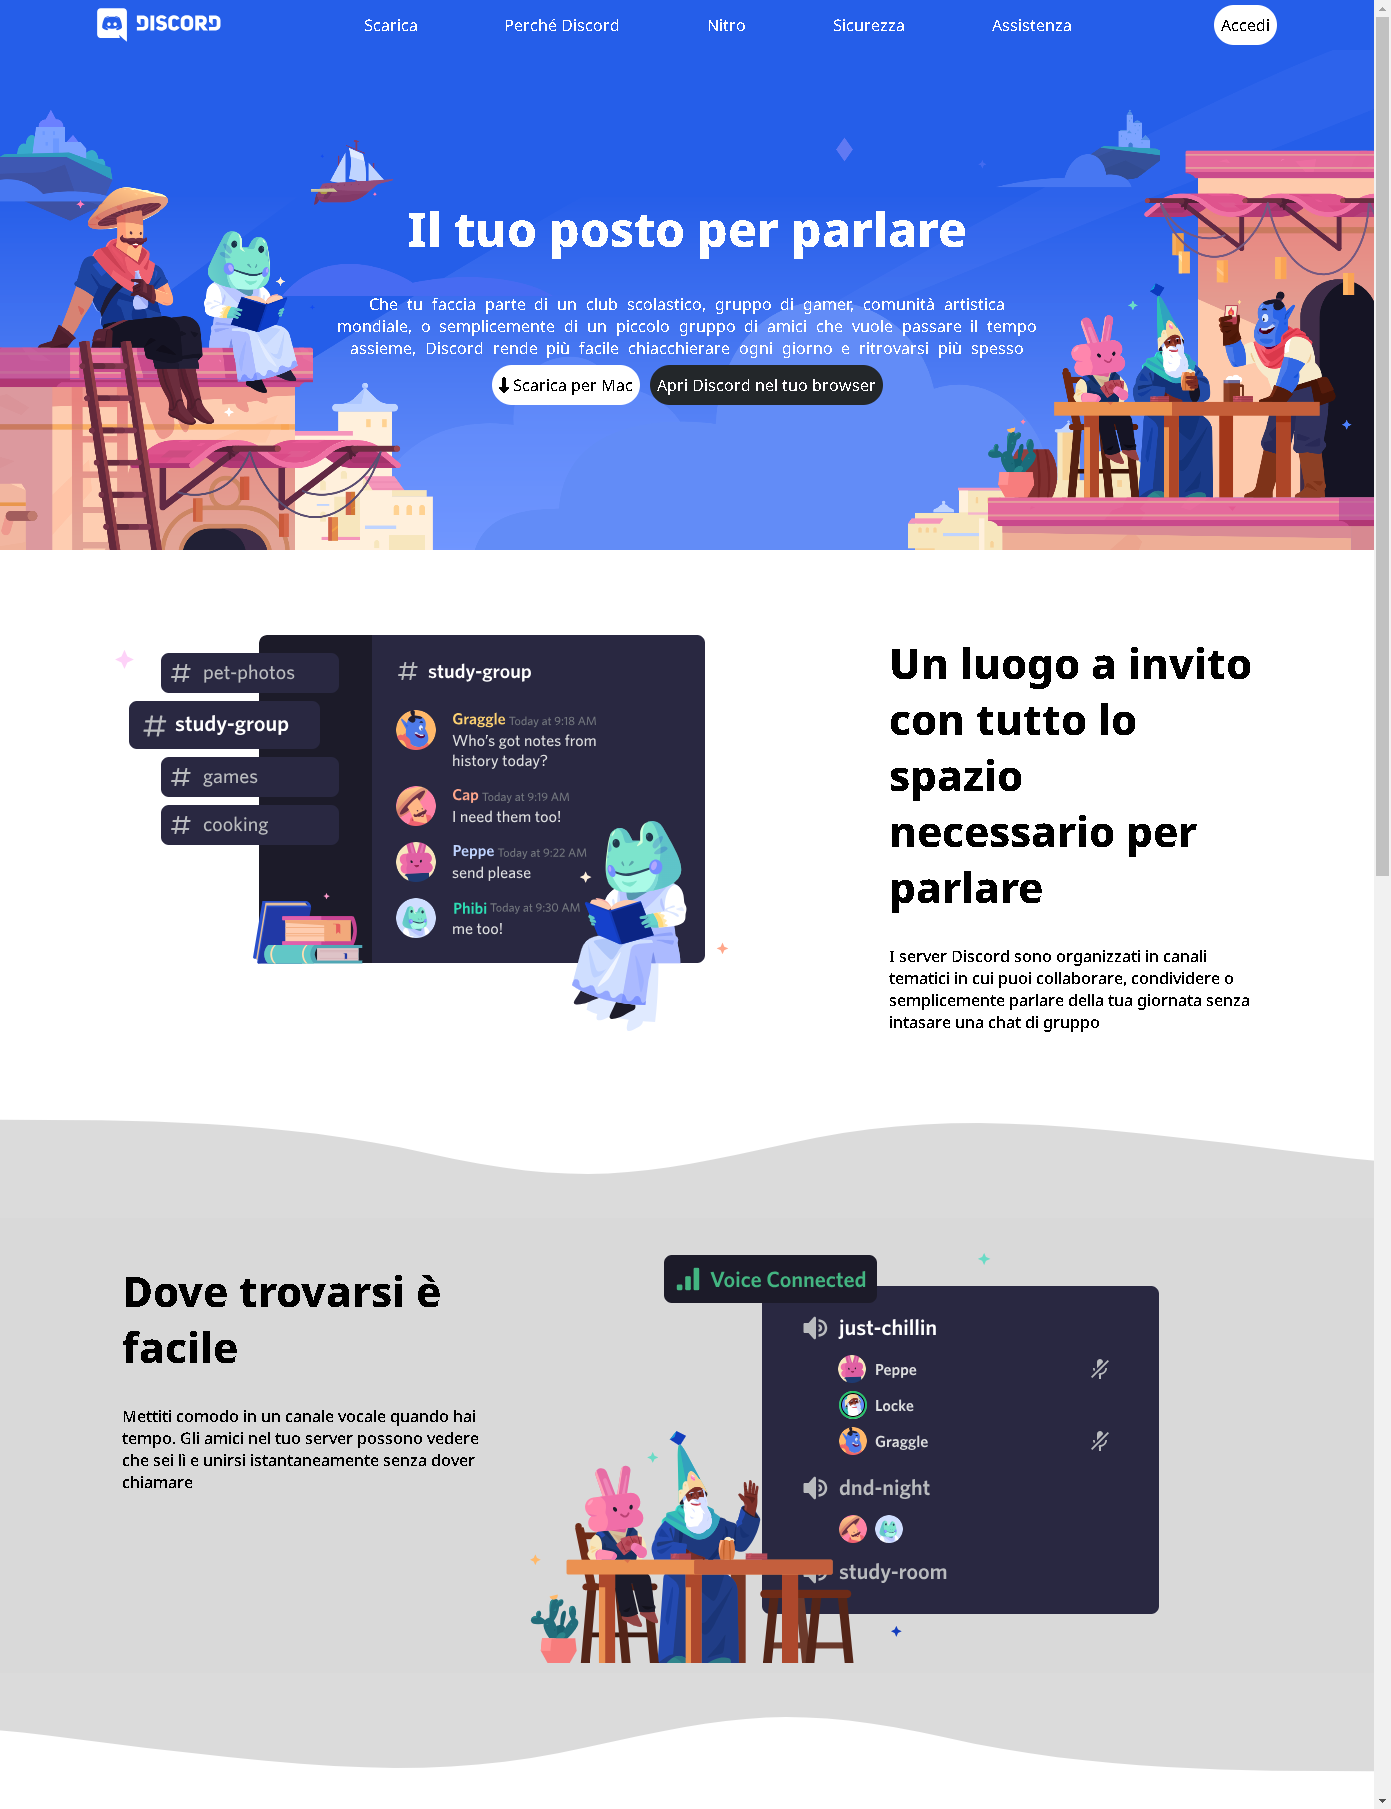 DISCORD
Scarica
Perché Discord
Nitro
Sicurezza
Assistenza
Accedi
Il tuo posto per parlare
Che tu faccia parte di un club scolastico, gruppo di gamer, comunità artistica
mondiale, o semplicemente di un piccolo gruppo di amici che vuole passare il tempo
assieme, Discord rende più facile chiacchierare ogni giorno e ritrovarsi più spesso
Scarica per Mac
Apri Discord nel tuo browser
# pet-photos
# study-group
# games
# cooking
# study-group
Graggle Today at 9:18 AM
Who's got notes from
history today?
Cap Today at 9:19 AM
I need them too!
Peppe Today at 9:22 AM
send please
Phibi Today at 9:30 AM
me too!
Un luogo a invito
con tutto lo
spazio
necessario per
parlare
I server Discord sono organizzati in canali
tematici in cui puoi collaborare, condividere o
semplicemente parlare della tua giornata senza
intasare una chat di gruppo
Dove trovarsi è
facile
Mettiti comodo in un canale vocale quando hai
tempo. Gli amici nel tuo server possono vedere
che sei lì e unirsi istantaneamente senza dover
chiamare
Voice Connected
just-chillin
Peppe
Locke
Graggle
dnd-night
study-room